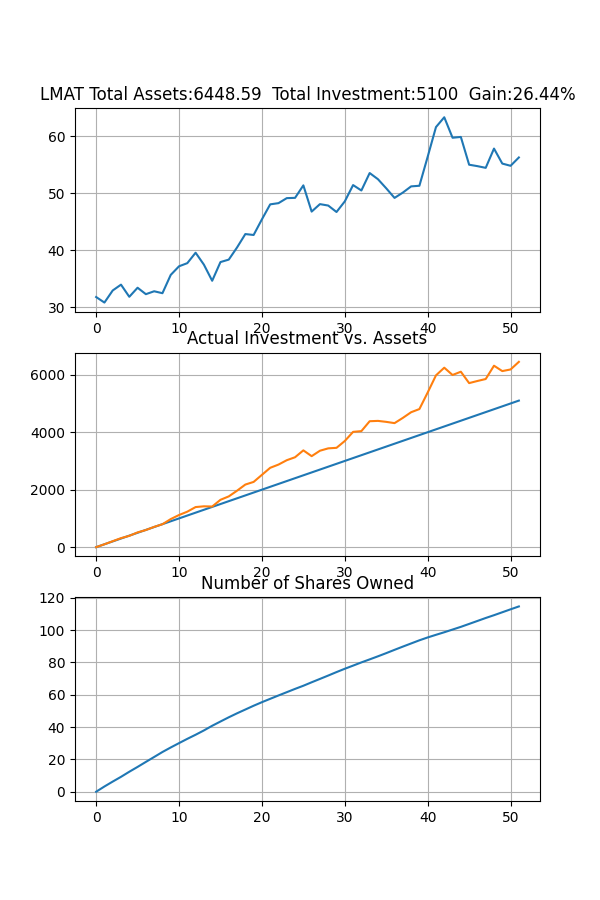 LMAT Total Assets:6448.59  Total Investment:5100  Gain:26.44%
60
50
40
30
0 10 20 30 40 50
Actual Investment vs. Assets
6000
4000
2000
0
0 10 20 30 40 50
Number of Shares Owned
120
100
80
60
40
20
0
0 10 20 30 40 50